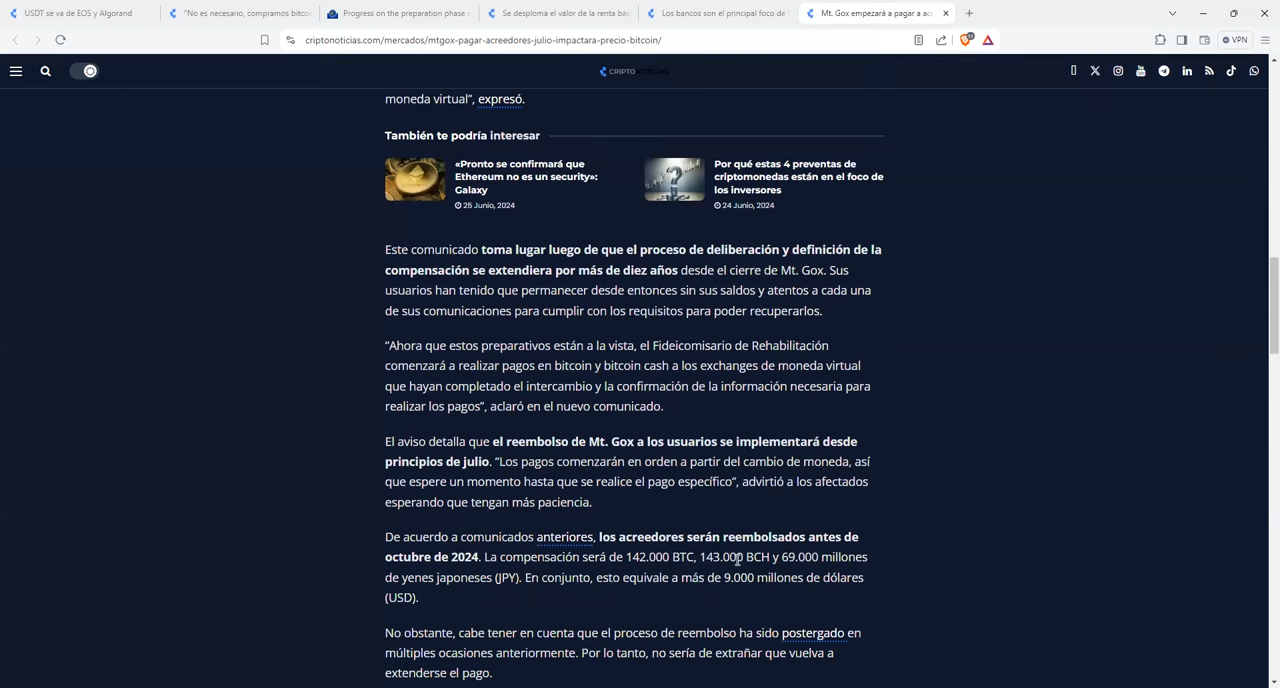 USDT se va de EOS y Algorand
"No es necesario, compramos bitcoi
Progress on the preparation phase o
Se desploma el valor de la renta bás
Los bancos son el principal foco de
Mt. Gox empezará a pagar a acr
criptonoticias.com/mercados/mtgox-pagar-acreedores-julio-impactara-precio-bitcoin/
VPN
CRIPTONOTICIAS
moneda virtual”, expresó.
También te podría interesar
«Pronto se confirmará que
Ethereum no es un security»:
Galaxy
25 Junio, 2024
Por qué estas 4 preventas de
criptomonedas están en el foco de
los inversores
24 Junio, 2024
Este comunicado toma lugar luego de que el proceso de deliberación y definición de la
compensación se extendiera por más de diez años desde el cierre de Mt. Gox. Sus
usuarios han tenido que permanecer desde entonces sin sus saldos y atentos a cada una
de sus comunicaciones para cumplir con los requisitos para poder recuperarlos.
“Ahora que estos preparativos están a la vista, el Fideicomisario de Rehabilitación
comenzará a realizar pagos en bitcoin y bitcoin cash a los exchanges de moneda virtual
que hayan completado el intercambio y la confirmación de la información necesaria para
realizar los pagos”, aclaró en el nuevo comunicado.
El aviso detalla que el reembolso de Mt. Gox a los usuarios se implementará desde
principios de julio. “Los pagos comenzarán en orden a partir del cambio de moneda, así
que espere un momento hasta que se realice el pago específico”, advirtió a los afectados
esperando que tengan más paciencia.
De acuerdo a comunicados anteriores, los acreedores serán reembolsados antes de
octubre de 2024. La compensación será de 142.000 BTC, 143.000 BCH y 69.000 millones
de yenes japoneses (JPY). En conjunto, esto equivale a más de 9.000 millones de dólares
(USD).
No obstante, cabe tener en cuenta que el proceso de reembolso ha sido postergado en
múltiples ocasiones anteriormente. Por lo tanto, no sería de extrañar que vuelva a
extenderse el pago.